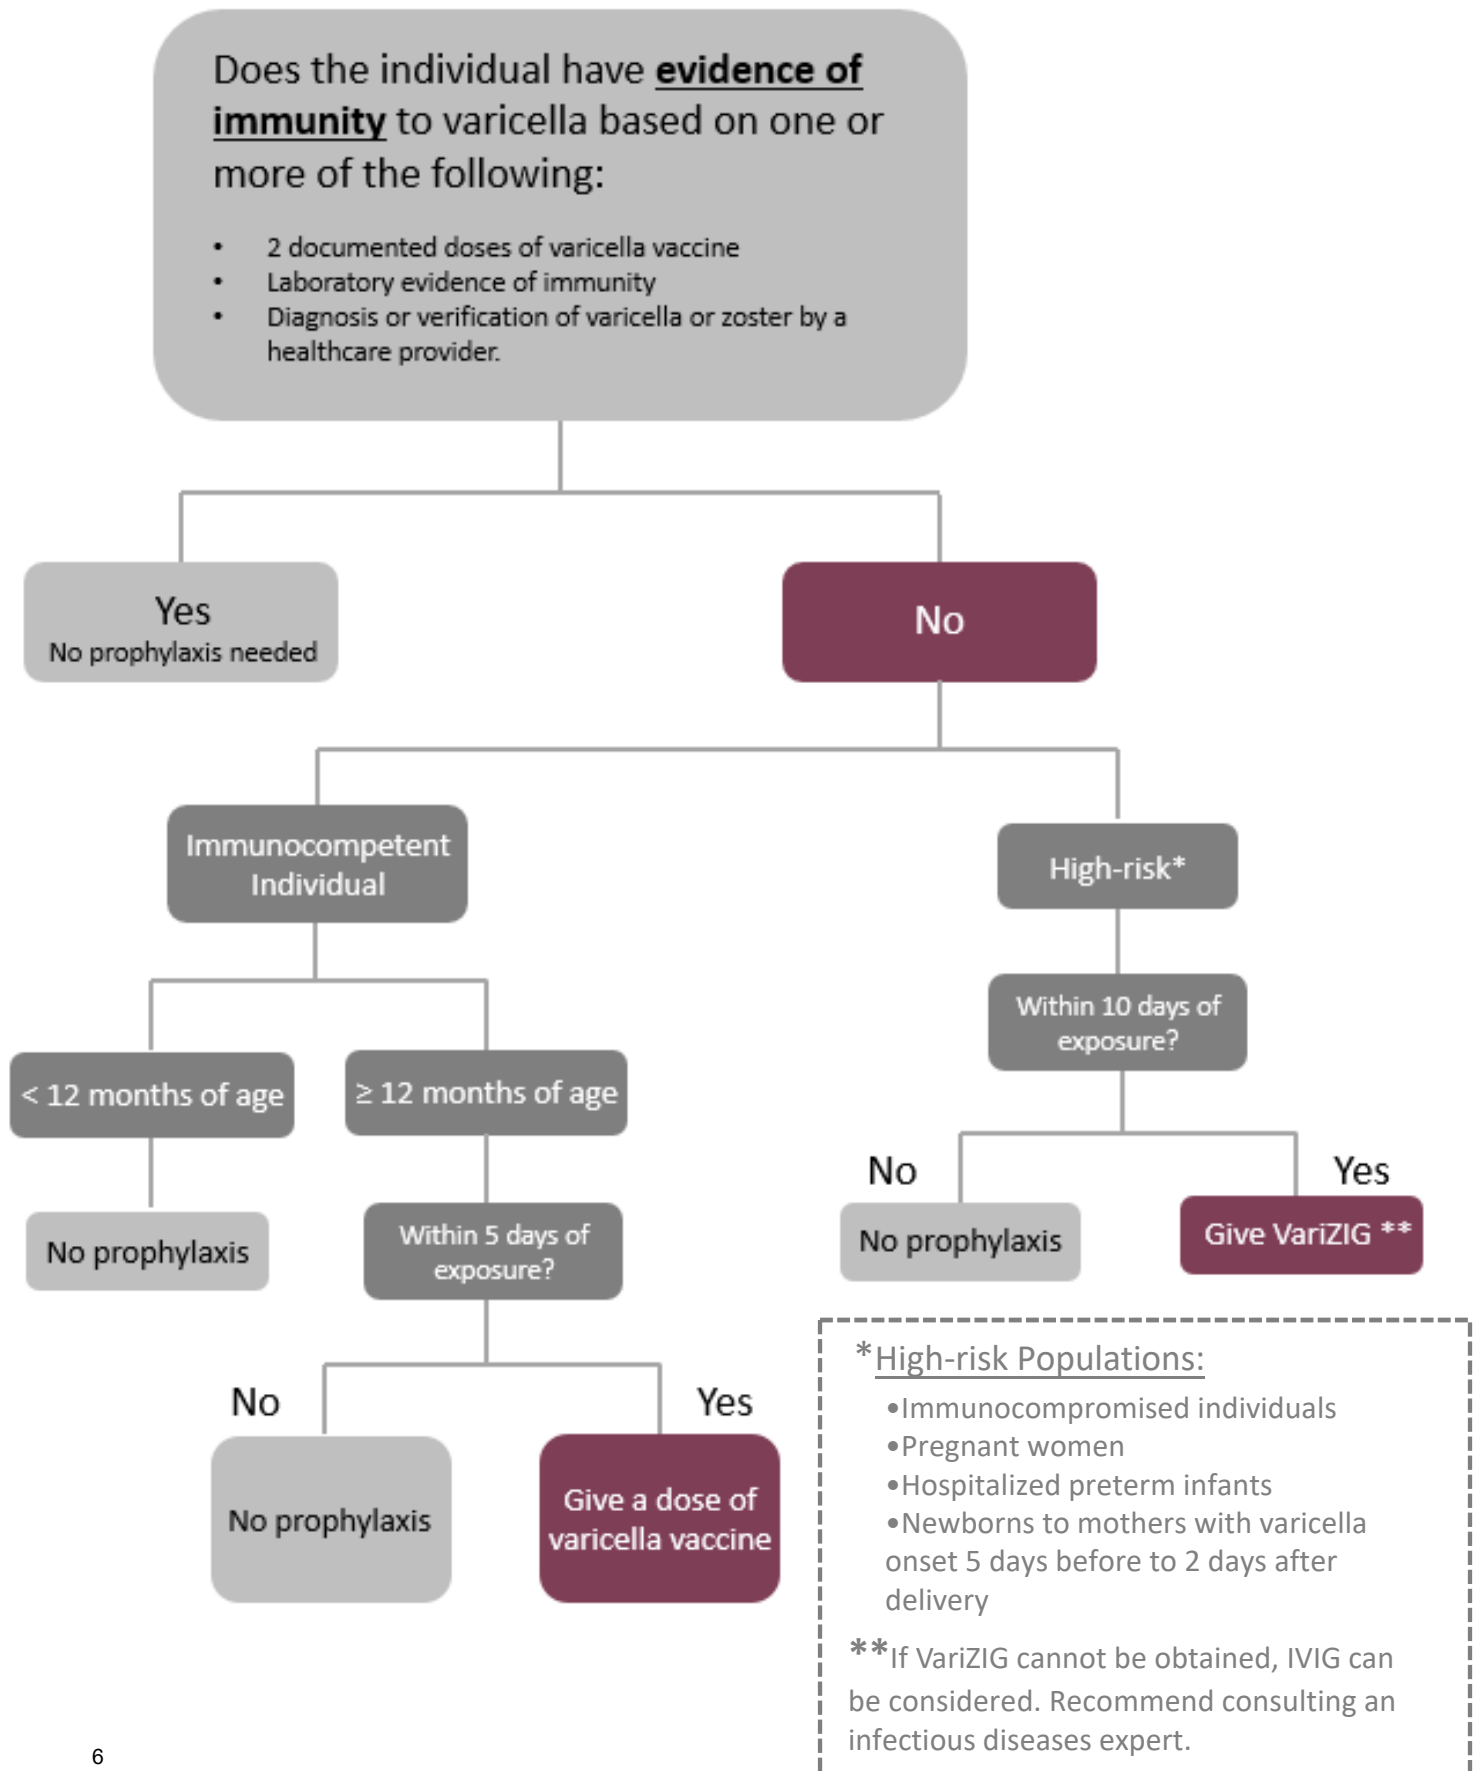 Does the individual have evidence of
immunity to varicella based on one or
more of the following:
• 2 documented doses of varicella vaccine
• Laboratory evidence of immunity
• Diagnosis or verification of varicella or zoster by a
healthcare provider.
Yes
No prophylaxis needed
No
Immunocompetent
Individual
High-risk*
< 12 months of age
≥ 12 months of age
Within 10 days of
exposure?
No prophylaxis
Within 5 days of
exposure?
No
No prophylaxis
Yes
Give VariZIG **
No
No prophylaxis
Yes
Give a dose of
varicella vaccine
*High-risk Populations:
•Immunocompromised individuals
•Pregnant women
•Hospitalized preterm infants
•Newborns to mothers with varicella
onset 5 days before to 2 days after
delivery
**If VariZIG cannot be obtained, IVIG can
be considered. Recommend consulting an
infectious diseases expert.
6